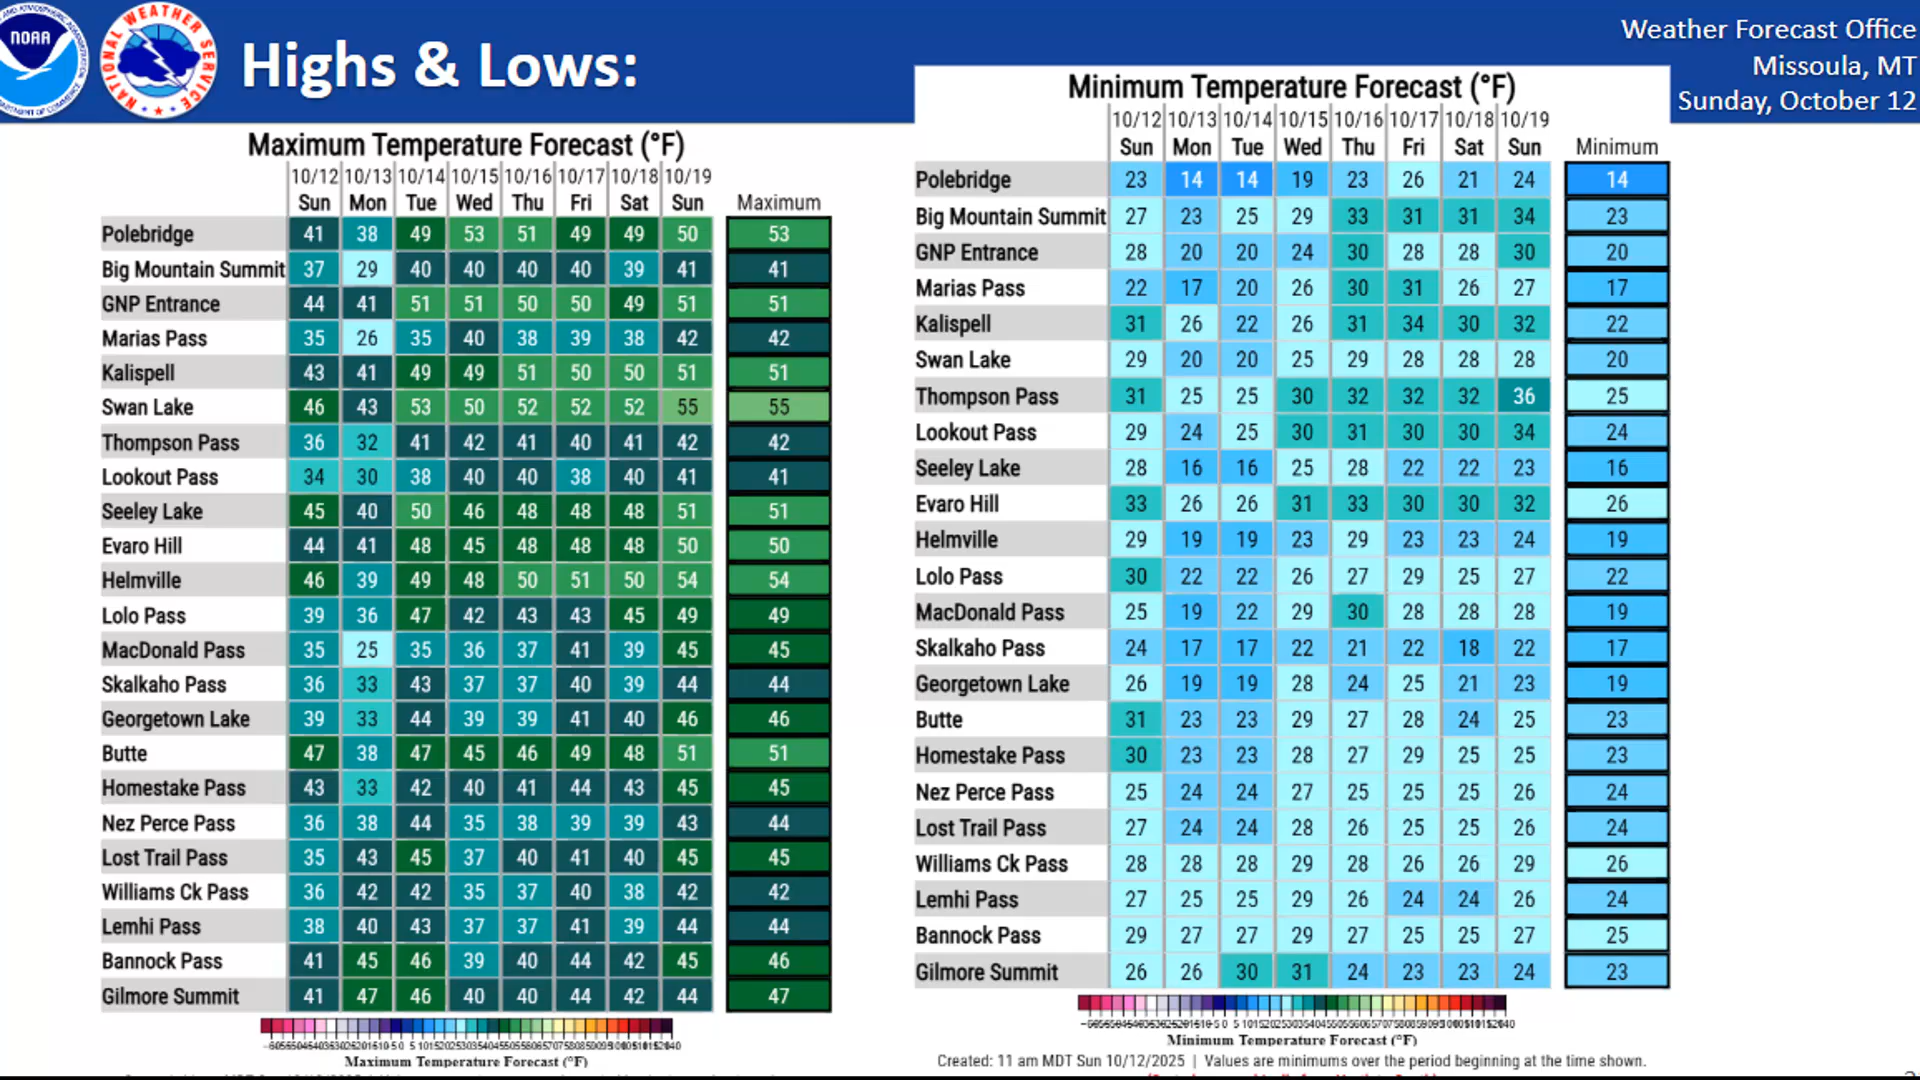 NOAA
NATIONAL WEATHER SERVICE
Highs & Lows:
Weather Forecast Office
Missoula, MT
Sunday, October 12
Maximum Temperature Forecast (°F)
10/12 10/13 10/14 10/15 10/16 10/17 10/18 10/19
Sun Mon Tue Wed Thu Fri Sat Sun Maximum
Polebridge 41 38 49 53 51 49 49 50 53
Big Mountain Summit 37 29 40 40 40 40 39 41 41
GNP Entrance 44 41 51 51 50 50 49 51 51
Marias Pass 35 26 35 40 38 39 38 42 42
Kalispell 43 41 49 49 51 50 50 51 51
Swan Lake 46 43 53 50 52 52 52 55 55
Thompson Pass 36 32 41 42 41 40 41 42 42
Lookout Pass 34 30 38 40 40 38 40 41 41
Seeley Lake 45 40 50 46 48 48 48 51 51
Evaro Hill 44 41 48 45 48 48 48 50 50
Helmville 46 39 49 48 50 51 50 54 54
Lolo Pass 39 36 47 42 43 43 45 49 49
MacDonald Pass 35 25 35 36 37 41 39 45 45
Skalkaho Pass 36 33 43 37 37 40 39 44 44
Georgetown Lake 39 33 44 39 39 41 40 46 46
Butte 47 38 47 45 46 49 48 51 51
Homestake Pass 43 33 42 40 41 44 43 45 45
Nez Perce Pass 36 38 44 35 38 39 39 43 44
Lost Trail Pass 35 43 45 37 40 41 40 45 45
Williams Ck Pass 36 42 42 35 37 40 38 42 42
Lemhi Pass 38 40 43 37 37 41 39 44 44
Bannock Pass 41 45 46 39 40 44 42 45 46
Gilmore Summit 41 47 46 40 40 44 42 44 47
Maximum Temperature Forecast (°F)
Minimum Temperature Forecast (°F)
10/12 10/13 10/14 10/15 10/16 10/17 10/18 10/19
Sun Mon Tue Wed Thu Fri Sat Sun Minimum
Polebridge 23 14 14 19 23 26 21 24 14
Big Mountain Summit 27 23 25 29 33 31 31 34 23
GNP Entrance 28 20 20 24 30 28 28 30 20
Marias Pass 22 17 20 26 30 31 26 27 17
Kalispell 31 26 22 26 31 34 30 32 22
Swan Lake 29 20 20 25 29 28 28 28 20
Thompson Pass 31 25 25 30 32 32 32 36 25
Lookout Pass 29 24 25 30 31 30 30 34 24
Seeley Lake 28 16 16 25 28 22 22 23 16
Evaro Hill 33 26 26 31 33 30 30 32 26
Helmville 29 19 19 23 29 23 23 24 19
Lolo Pass 30 22 22 26 27 29 25 27 22
MacDonald Pass 25 19 22 29 30 28 28 28 19
Skalkaho Pass 24 17 17 22 21 22 18 22 17
Georgetown Lake 26 19 19 28 24 25 21 23 19
Butte 31 23 23 29 27 28 24 25 23
Homestake Pass 30 23 23 28 27 29 25 25 23
Nez Perce Pass 25 24 24 27 25 25 25 26 24
Lost Trail Pass 27 24 24 28 26 25 25 26 24
Williams Ck Pass 28 28 28 29 28 26 26 29 26
Lemhi Pass 27 25 25 29 26 24 24 26 24
Bannock Pass 29 27 27 29 27 25 25 27 25
Gilmore Summit 26 26 30 31 24 23 23 24 23
Minimum Temperature Forecast (°F)
Created: 11 am MDT Sun 10/12/2025 | Values are minimums over the period beginning at the time shown.